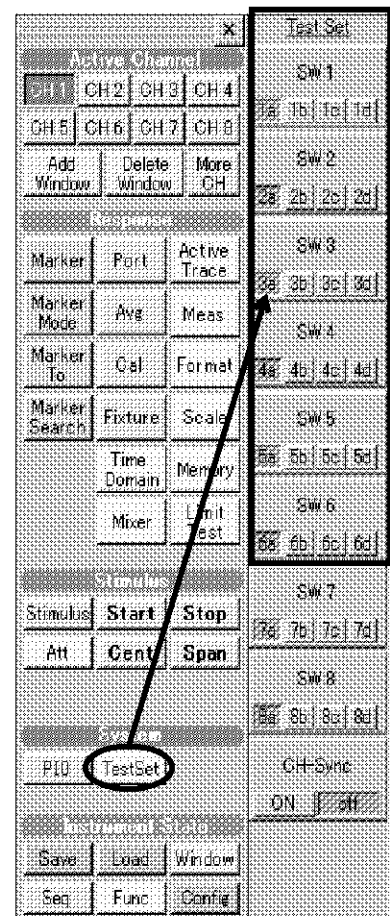 ×
Active Channel
CH 1 CH 2 CH 3 CH 4
CH 5 CH 6 CH 7 CH 8
Add Window Delete Window More CH
Response
Marker Port Active Trace
Marker Mode Avg Meas
Marker To Cal Format
Marker Search Fixture Scale
Time Domain Memory
Mixer Limit Test
Stimulus
Stimulus Start Stop
Att Cent Span
System
PIO TestSet
Instrument State
Save Load Window
Seq Func Config
Test Set
SW 1
1a 1b 1c 1d
SW 2
2a 2b 2c 2d
SW 3
3a 3b 3c 3d
SW 4
4a 4b 4c 4d
SW 5
5a 5b 5c 5d
SW 6
6a 6b 6c 6d
SW 7
7a 7b 7c 7d
SW 8
8a 8b 8c 8d
CH-Sync
ON off